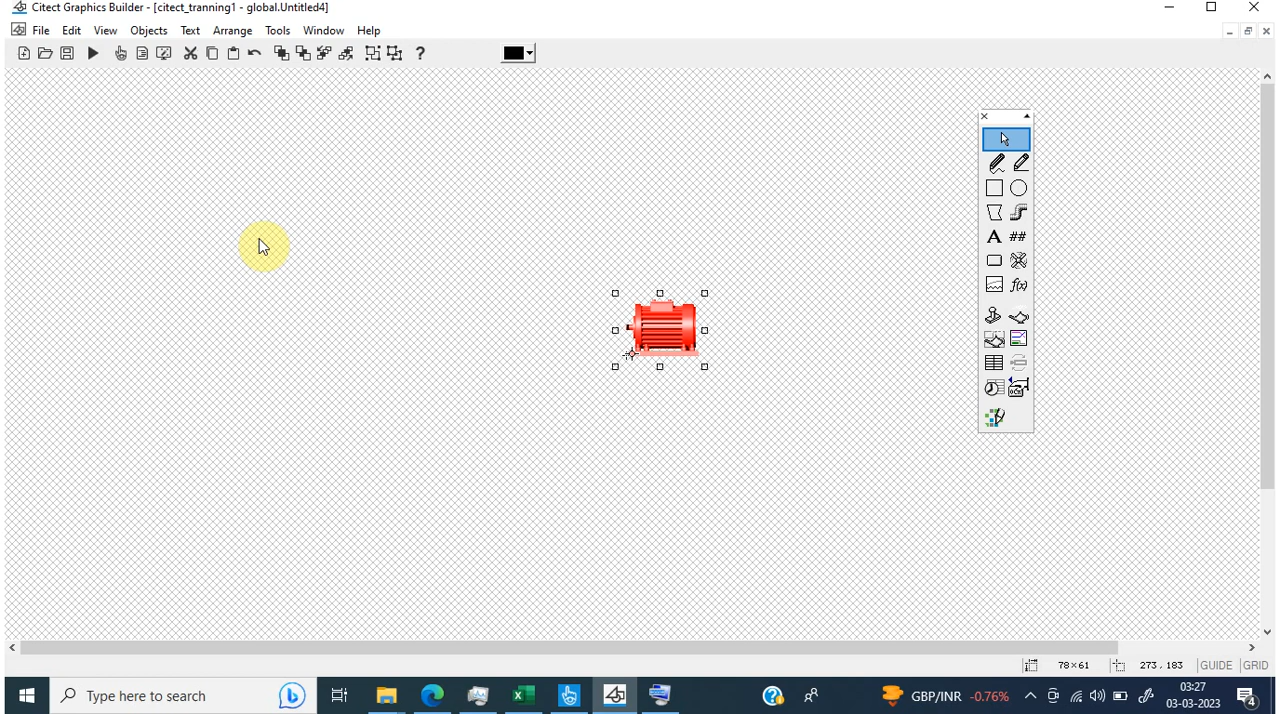 Citect Graphics Builder - [citect_tranning1 - global.Untitled4]
File Edit View Objects Text Arrange Tools Window Help
A ##
f(x)
78×61 273, 183 GUIDE GRID
Type here to search GBP/INR -0.76% 03:27
03-03-2023 4